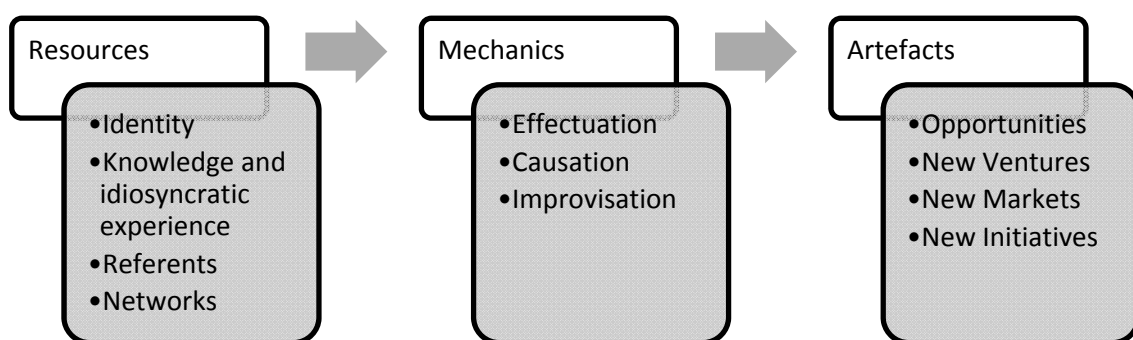 Resources
•Identity
•Knowledge and
idiosyncratic
experience
•Referents
•Networks
Mechanics
•Effectuation
•Causation
•Improvisation
Artefacts
•Opportunities
•New Ventures
•New Markets
•New Initiatives